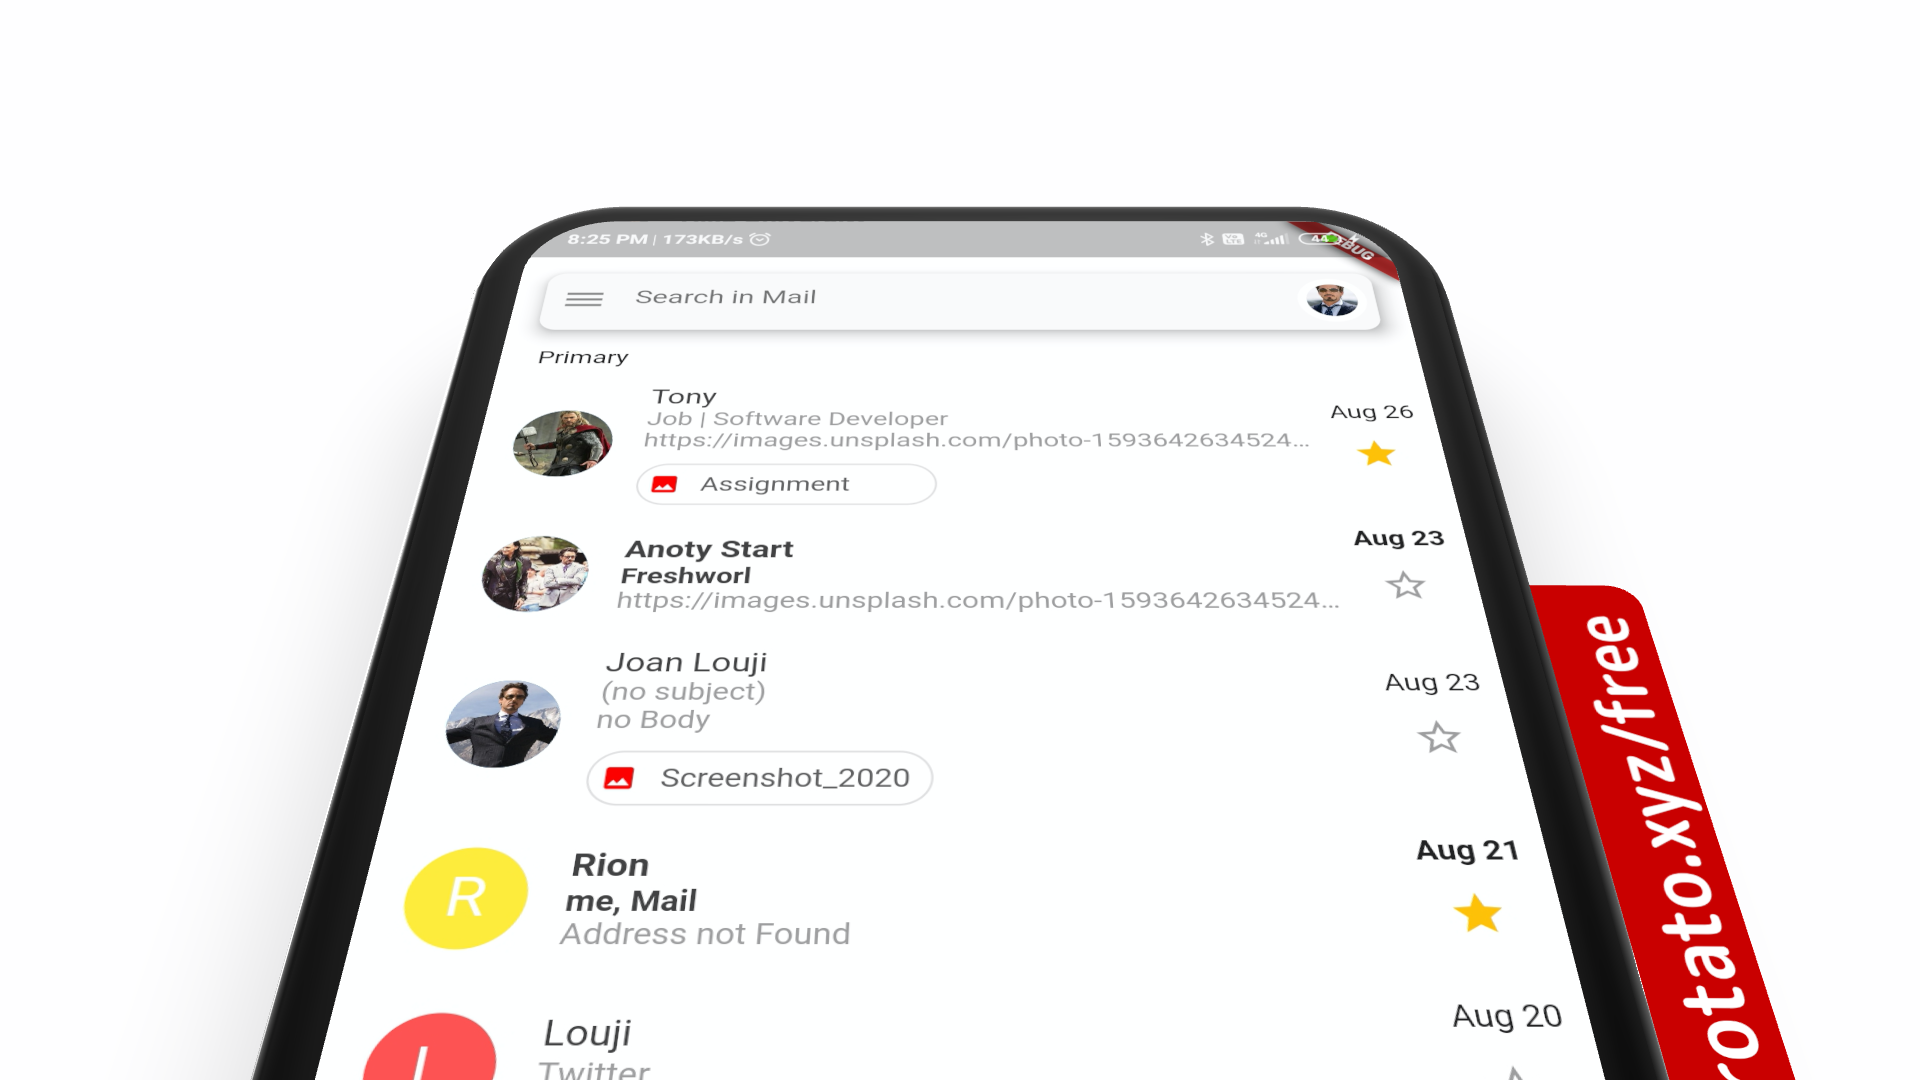 8:25 PM | 173KB/s
4G
44
Search in Mail
Primary
Tony
Aug 26
Job | Software Developer
https://images.unsplash.com/photo-1593642634524...
Assignment
Anoty Start
Aug 23
Freshworl
https://images.unsplash.com/photo-1593642634524...
Joan Louji
Aug 23
(no subject)
no Body
Screenshot_2020
R
Rion
Aug 21
me, Mail
Address not Found
L
Louji
Aug 20
Twitter
rotato.xyz/free